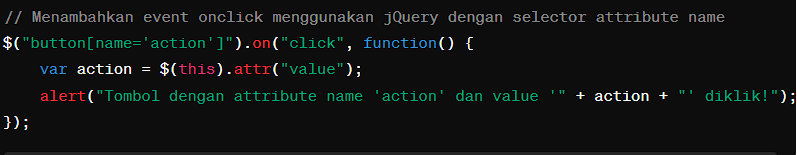 // Menambahkan event onclick menggunakan jQuery dengan selector attribute name
$("button[name='action']").on("click", function() {
    var action = $(this).attr("value");
    alert("Tombol dengan attribute name 'action' dan value '" + action + "' diklik!");
});